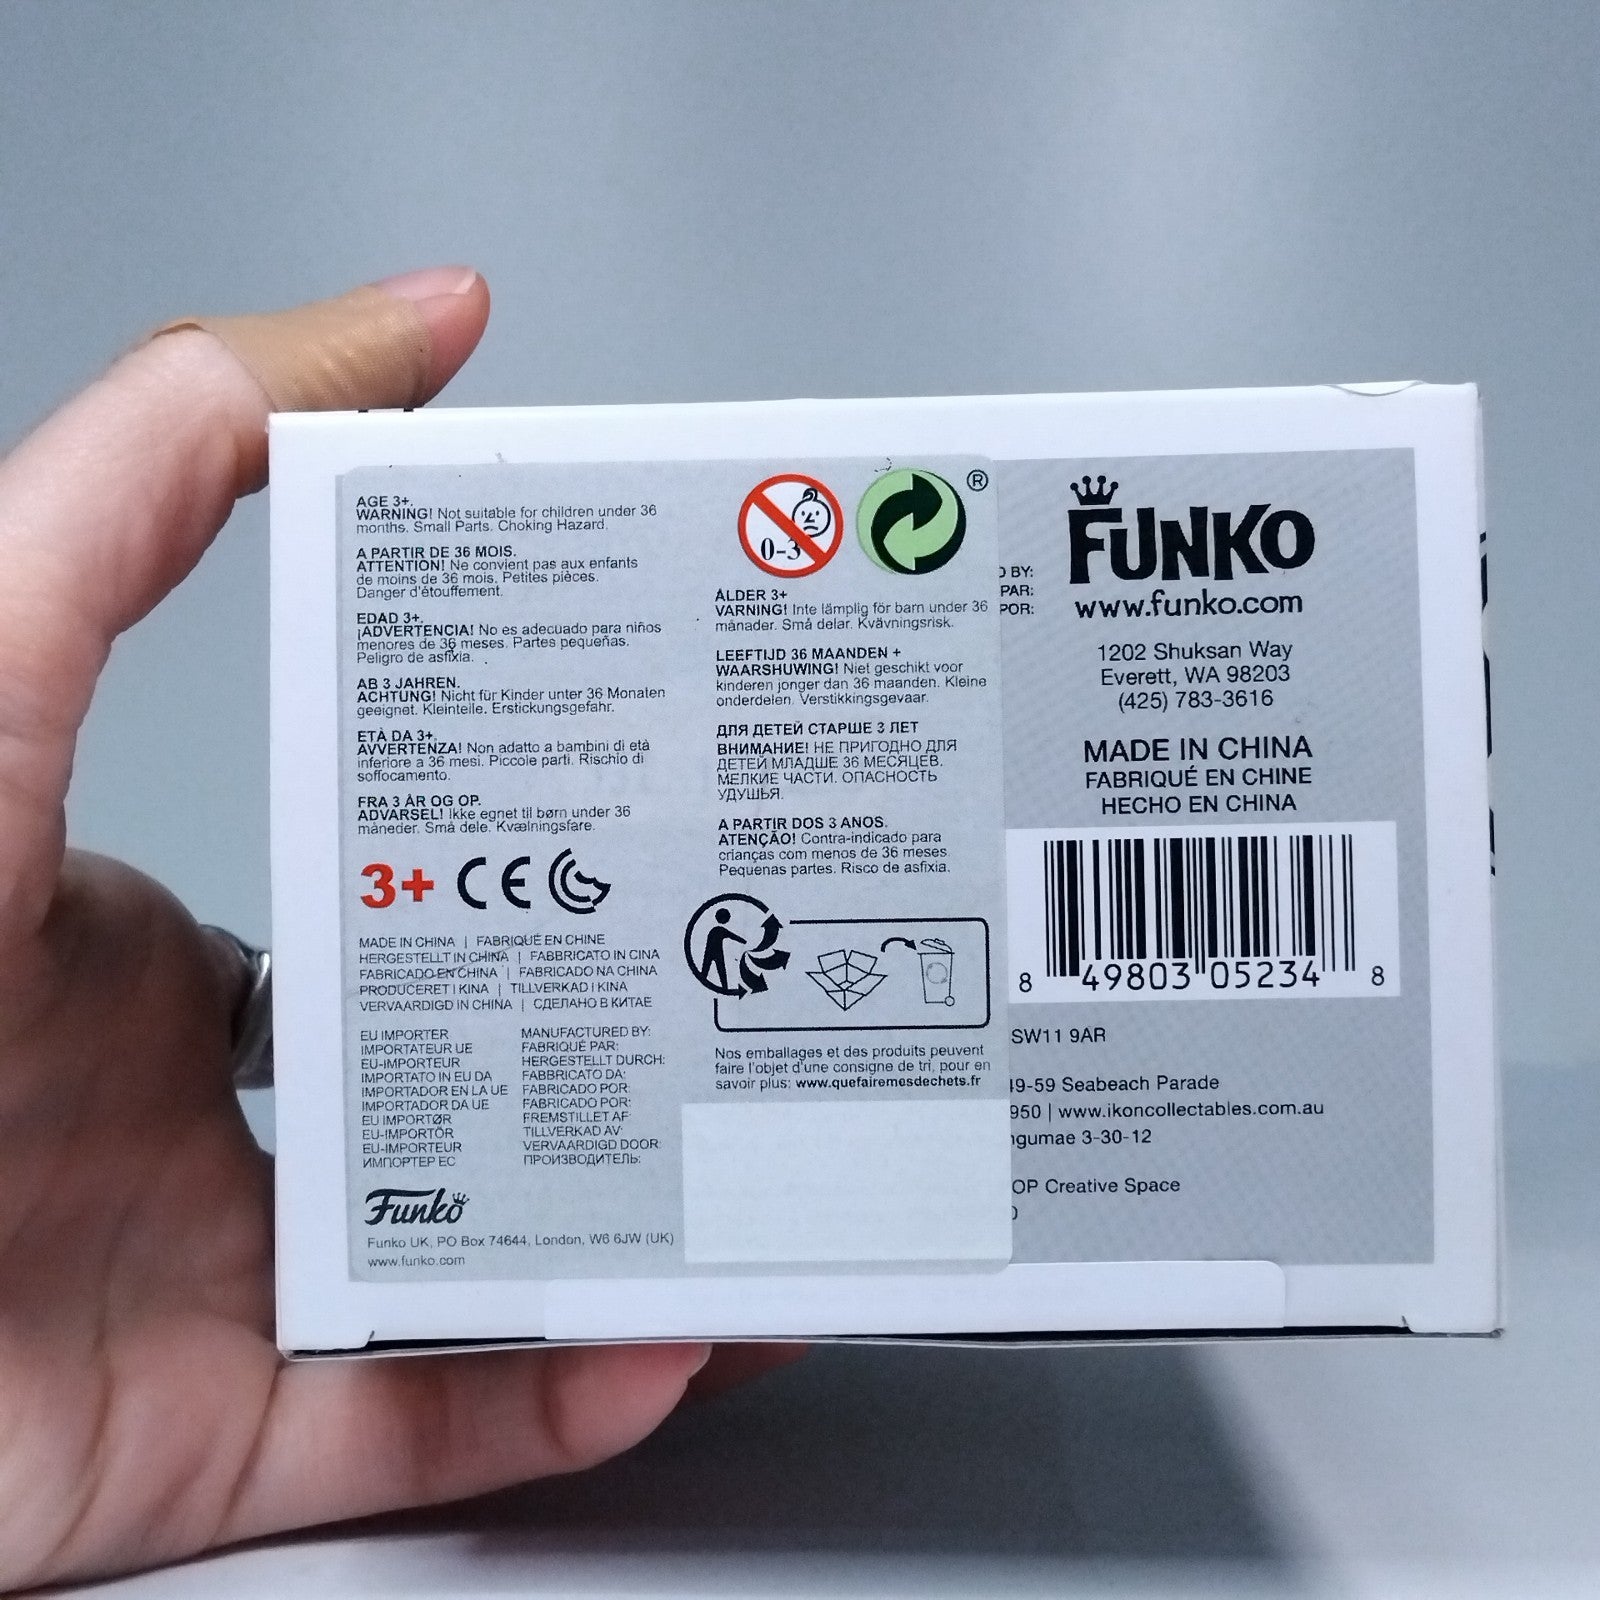 AGE 3+.
WARNING! Not suitable for children under 36
months. Small Parts. Choking Hazard.
A PARTIR DE 36 MOIS.
ATTENTION! Ne convient pas aux enfants
de moins de 36 mois. Petites pièces.
Danger d'étouffement.
EDAD 3+.
¡ADVERTENCIA! No es adecuado para niños
menores de 36 meses. Partes pequeñas.
Peligro de asfixia.
AB 3 JAHREN.
ACHTUNG! Nicht für Kinder unter 36 Monaten
geeignet. Kleinteile. Erstickungsgefahr.
ETÀ DA 3+.
AVVERTENZA! Non adatto a bambini di età
inferiore a 36 mesi. Piccole parti. Rischio di
soffocamento.
FRA 3 ÅR OG OP.
ADVARSEL! Ikke egnet til børn under 36
måneder. Små dele. Kvælningsfare.
3+ CE
MADE IN CHINA | FABRIQUÉ EN CHINE
HERGESTELLT IN CHINA | FABBRICATO IN CINA
FABRICADO EN CHINA | FABRICADO NA CHINA
PRODUCERET I KINA | TILLVERKAD I KINA
VERVAARDIGD IN CHINA | СДЕЛАНО В КИТАЕ
EU IMPORTER
IMPORTATEUR UE
EU-IMPORTEUR
IMPORTATO IN EU DA
IMPORTADOR EN LA UE
IMPORTADOR DA UE
EU IMPORTØR
EU-IMPORTÖR
EU-IMPORTEUR
ИМПОРТЕР ЕС
MANUFACTURED BY:
FABRIQUÉ PAR:
HERGESTELLT DURCH:
FABBRICATO DA:
FABRICADO POR:
FABRICADO POR:
FREMSTILLET AF:
TILLVERKAD AV:
VERVAARDIGD DOOR:
ПРОИЗВОДИТЕЛЬ:
Funko
Funko UK, PO Box 74644, London, W6 6JW (UK)
www.funko.com
0-3
®
ÅLDER 3+
VARNING! Inte lämplig för barn under 36
månader. Små delar. Kvävningsrisk.
LEEFTIJD 36 MAANDEN +
WAARSHUWING! Niet geschikt voor
kinderen jonger dan 36 maanden. Kleine
onderdelen. Verstikkingsgevaar.
ДЛЯ ДЕТЕЙ СТАРШЕ 3 ЛЕТ
ВНИМАНИЕ! НЕ ПРИГОДНО ДЛЯ
ДЕТЕЙ МЛАДШЕ 36 МЕСЯЦЕВ.
МЕЛКИЕ ЧАСТИ. ОПАСНОСТЬ
УДУШЬЯ.
A PARTIR DOS 3 ANOS.
ATENÇÃO! Contra-indicado para
crianças com menos de 36 meses.
Pequenas partes. Risco de asfixia.
Nos emballages et des produits peuvent
faire l'objet d'une consigne de tri, pour en
savoir plus: www.quefairemesdechets.fr
BY:
PAR:
POR:
FUNKO
www.funko.com
1202 Shuksan Way
Everett, WA 98203
(425) 783-3616
MADE IN CHINA
FABRIQUÉ EN CHINE
HECHO EN CHINA
8 49803 05234 8
SW11 9AR
49-59 Seabeach Parade
950 | www.ikoncollectables.com.au
ngumae 3-30-12
OP Creative Space